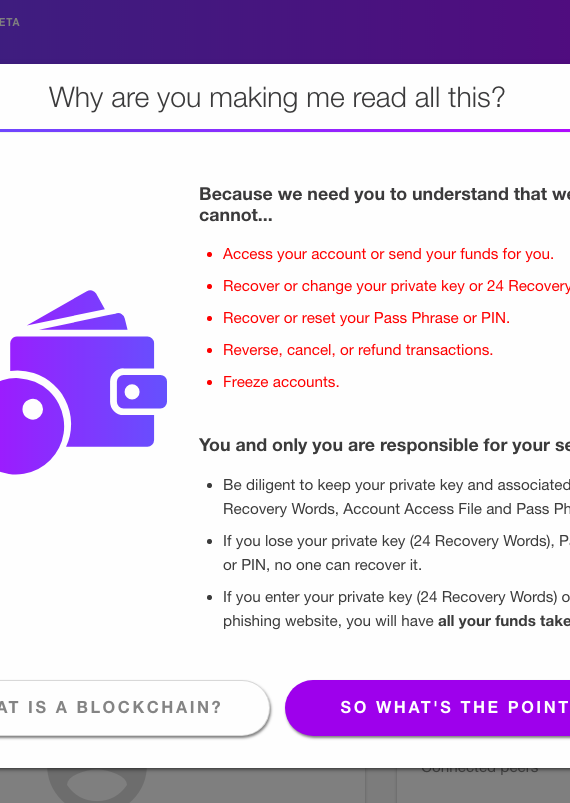 ETA
Why are you making me read all this?
Because we need you to understand that we
cannot...
Access your account or send your funds for you.
Recover or change your private key or 24 Recovery
Recover or reset your Pass Phrase or PIN.
Reverse, cancel, or refund transactions.
Freeze accounts.
You and only you are responsible for your se
Be diligent to keep your private key and associated
Recovery Words, Account Access File and Pass Ph
If you lose your private key (24 Recovery Words), Pa
or PIN, no one can recover it.
If you enter your private key (24 Recovery Words) o
phishing website, you will have all your funds take
AT IS A BLOCKCHAIN?
SO WHAT'S THE POINT
Connected peers